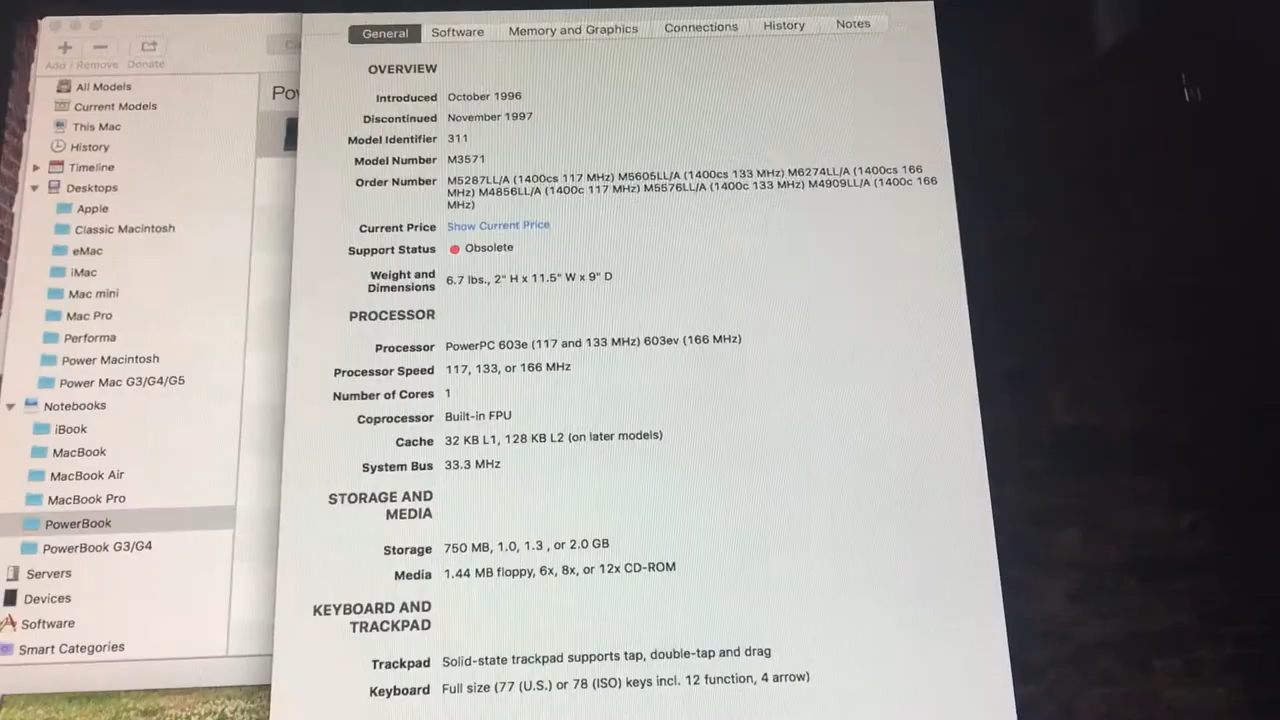 General Software Memory and Graphics Connections History Notes
Add Remove Donate
All Models
Current Models
This Mac
History
Timeline
Desktops
Apple
Classic Macintosh
eMac
iMac
Mac mini
Mac Pro
Performa
Power Macintosh
Power Mac G3/G4/G5
Notebooks
iBook
MacBook
MacBook Air
MacBook Pro
PowerBook
PowerBook G3/G4
Servers
Devices
Software
Smart Categories
OVERVIEW
Introduced October 1996
Discontinued November 1997
Model Identifier 311
Model Number M3571
Order Number M5287LL/A (1400cs 117 MHz) M5605LL/A (1400cs 133 MHz) M6274LL/A (1400cs 166
MHz) M4856LL/A (1400c 117 MHz) M5576LL/A (1400c 133 MHz) M4909LL/A (1400c 166
MHz)
Current Price Show Current Price
Support Status Obsolete
Weight and
Dimensions 6.7 lbs., 2" H x 11.5" W x 9" D
PROCESSOR
Processor PowerPC 603e (117 and 133 MHz) 603ev (166 MHz)
Processor Speed 117, 133, or 166 MHz
Number of Cores 1
Coprocessor Built-in FPU
Cache 32 KB L1, 128 KB L2 (on later models)
System Bus 33.3 MHz
STORAGE AND
MEDIA
Storage 750 MB, 1.0, 1.3 , or 2.0 GB
Media 1.44 MB floppy, 6x, 8x, or 12x CD-ROM
KEYBOARD AND
TRACKPAD
Trackpad Solid-state trackpad supports tap, double-tap and drag
Keyboard Full size (77 (U.S.) or 78 (ISO) keys incl. 12 function, 4 arrow)